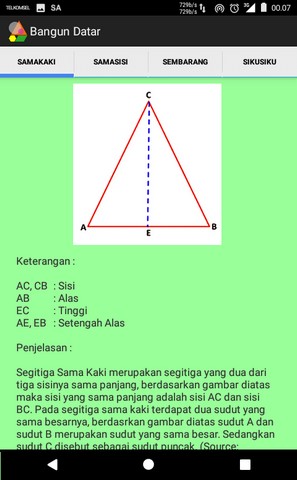 TELKOMSEL SA 729b/s 3G 00.07
729b/s
Bangun Datar
SAMAKAKI SAMASISI SEMBARANG SIKUSIKU
C
A E B
Keterangan :
AC, CB : Sisi
AB : Alas
EC : Tinggi
AE, EB : Setengah Alas
Penjelasan :
Segitiga Sama Kaki merupakan segitiga yang dua dari
tiga sisinya sama panjang, berdasarkan gambar diatas
maka sisi yang sama panjang adalah sisi AC dan sisi
BC. Pada segitiga sama kaki terdapat dua sudut yang
sama besarnya, berdasrkan gambar diatas sudut A dan
sudut B merupakan sudut yang sama besar. Sedangkan
sudut C disebut sebagai sudut puncak. (Source: